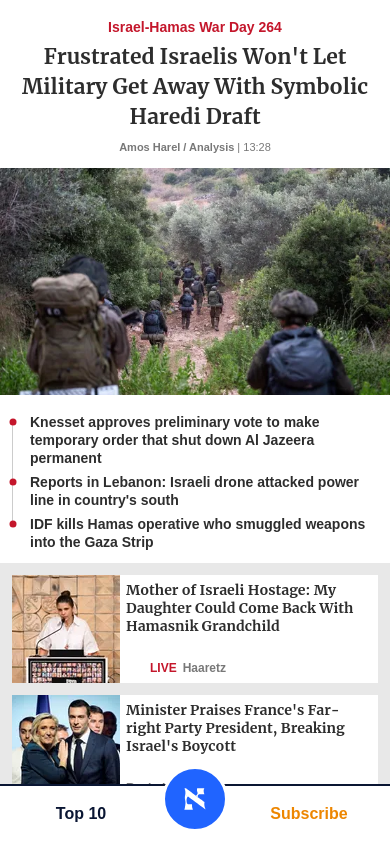 Israel-Hamas War Day 264
Frustrated Israelis Won't Let
Military Get Away With Symbolic
Haredi Draft
Amos Harel / Analysis | 13:28
Knesset approves preliminary vote to make
temporary order that shut down Al Jazeera
permanent
Reports in Lebanon: Israeli drone attacked power
line in country's south
IDF kills Hamas operative who smuggled weapons
into the Gaza Strip
Mother of Israeli Hostage: My
Daughter Could Come Back With
Hamasnik Grandchild
LIVE Haaretz
Minister Praises France's Far-
right Party President, Breaking
Israel's Boycott
Top 10
Subscribe